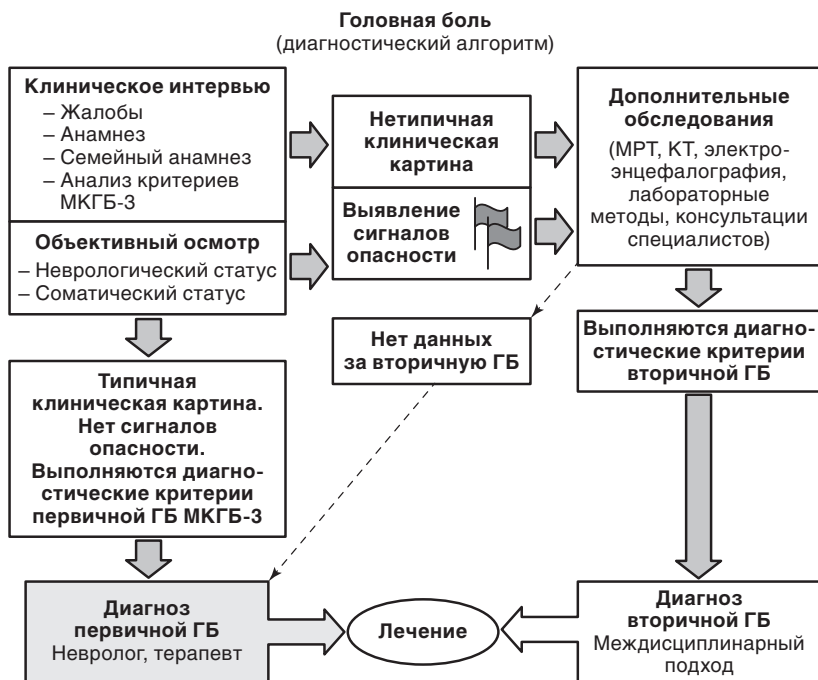 Головная боль
(диагностический алгоритм)
Клиническое интервью
– Жалобы
– Анамнез
– Семейный анамнез
– Анализ критериев
МКГБ-3
Объективный осмотр
– Неврологический статус
– Соматический статус
Нетипичная
клиническая
картина
Выявление
сигналов
опасности
Дополнительные
обследования
(МРТ, КТ, электро-
энцефалография,
лабораторные
методы, консультации
специалистов)
Нет данных
за вторичную ГБ
Выполняются диагно-
стические критерии
вторичной ГБ
Типичная
клиническая картина.
Нет сигналов
опасности.
Выполняются диагно-
стические критерии
первичной ГБ МКГБ-3
Диагноз
первичной ГБ
Невролог, терапевт
Лечение
Диагноз
вторичной ГБ
Междисциплинарный
подход